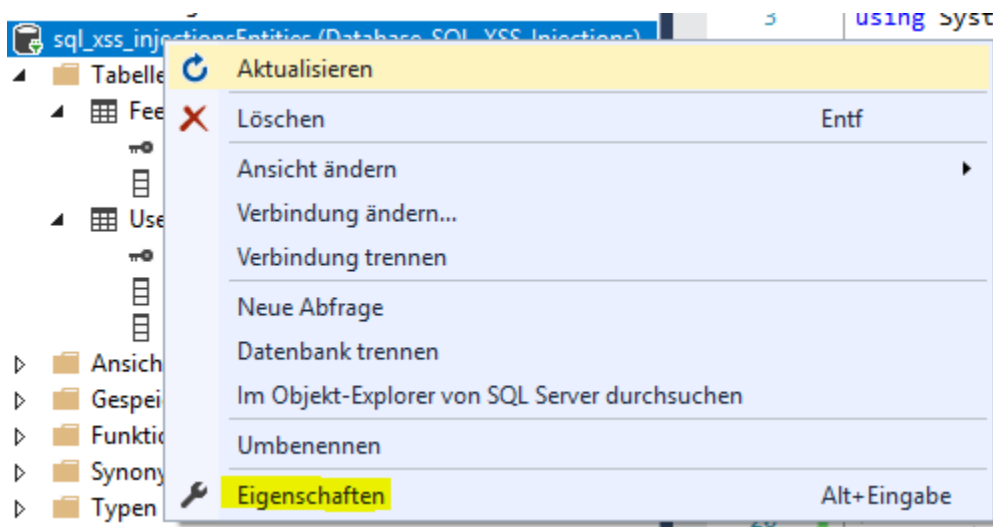 3 using Syst
sql_xss_injectionsEntities (Database_SQL_XSS_Injections)
Tabelle
Aktualisieren
Fee
Löschen Entf
Ansicht ändern
Use
Verbindung ändern...
Verbindung trennen
Neue Abfrage
Datenbank trennen
Ansich
Gespei
Im Objekt-Explorer von SQL Server durchsuchen
Funktio
Umbenennen
Synony
Typen
Eigenschaften Alt+Eingabe